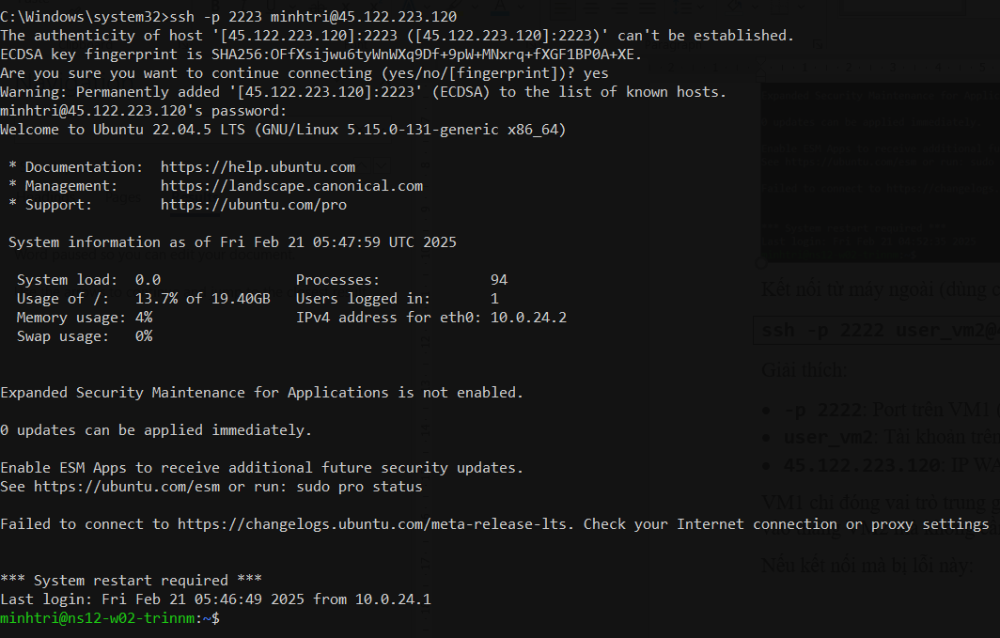 C:\Windows\system32>ssh -p 2223 minhtri@45.122.223.120
The authenticity of host '[45.122.223.120]:2223 ([45.122.223.120]:2223)' can't be established.
ECDSA key fingerprint is SHA256:OFfXsijwu6tyWnWXq9Df+9pW+MNxrq+fXGF1BP0A+XE.
Are you sure you want to continue connecting (yes/no/[fingerprint])? yes
Warning: Permanently added '[45.122.223.120]:2223' (ECDSA) to the list of known hosts.
minhtri@45.122.223.120's password:
Welcome to Ubuntu 22.04.5 LTS (GNU/Linux 5.15.0-131-generic x86_64)
* Documentation: https://help.ubuntu.com
* Management: https://landscape.canonical.com
* Support: https://ubuntu.com/pro
System information as of Fri Feb 21 05:47:59 UTC 2025
System load: 0.0 Processes: 94
Usage of /: 13.7% of 19.40GB Users logged in: 1
Memory usage: 4% IPv4 address for eth0: 10.0.24.2
Swap usage: 0%
Expanded Security Maintenance for Applications is not enabled.
0 updates can be applied immediately.
Enable ESM Apps to receive additional future security updates.
See https://ubuntu.com/esm or run: sudo pro status
Failed to connect to https://changelogs.ubuntu.com/meta-release-lts. Check your Internet connection or proxy settings
*** System restart required ***
Last login: Fri Feb 21 05:46:49 2025 from 10.0.24.1
minhtri@ns12-w02-trinnm:~$
Kết nối từ máy ngoài (dùng
ssh -p 2222 user_vm2@
Giải thích:
• -p 2222: Port trên VM1
• user_vm2: Tài khoản trên
• 45.122.223.120: IP WA
VM1 chỉ đóng vai trò trung
Nếu kết nối mà bị lỗi này: